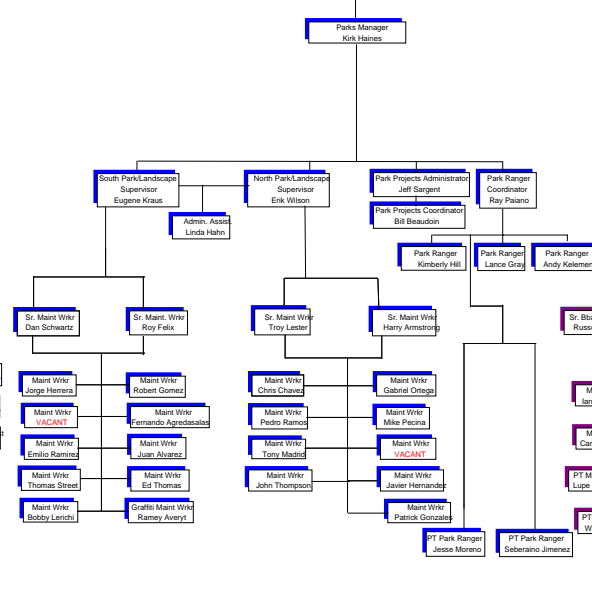 Parks Manager
Kirk Haines
South Park/Landscape
Supervisor
Eugene Kraus
North Park/Landscape
Supervisor
Erik Wilson
Park Projects Administrator
Jeff Sargent
Park Ranger
Coordinator
Ray Paiano
Admin. Assist.
Linda Hahn
Park Projects Coordinator
Bill Beaudoin
Park Ranger
Kimberly Hill
Park Ranger
Lance Gray
Park Ranger
Andy Kelemen
Sr. Maint Wrkr
Dan Schwartz
Sr. Maint. Wrkr
Roy Felix
Sr. Maint Wrkr
Troy Lester
Sr. Maint Wrkr
Harry Armstrong
Sr. Bba
Russ
Maint Wrkr
Jorge Herrera
Maint Wrkr
Robert Gomez
Maint Wrkr
Chris Chavez
Maint Wrkr
Gabriel Ortega
M
Ian
Maint Wrkr
VACANT
Maint Wrkr
Fernando Agredasalas
Maint Wrkr
Pedro Ramos
Maint Wrkr
Mike Pecina
Maint Wrkr
Emilio Ramirez
Maint Wrkr
Juan Alvarez
Maint Wrkr
Tony Madrid
Maint Wrkr
VACANT
M
Car
Maint Wrkr
Thomas Street
Maint Wrkr
Ed Thomas
Maint Wrkr
John Thompson
Maint Wrkr
Javier Hernandez
PT M
Lupe
Maint Wrkr
Bobby Lerichi
Graffiti Maint Wrkr
Ramey Averyt
Maint Wrkr
Patrick Gonzales
PT
W
PT Park Ranger
Jesse Moreno
PT Park Ranger
Seberaino Jimenez